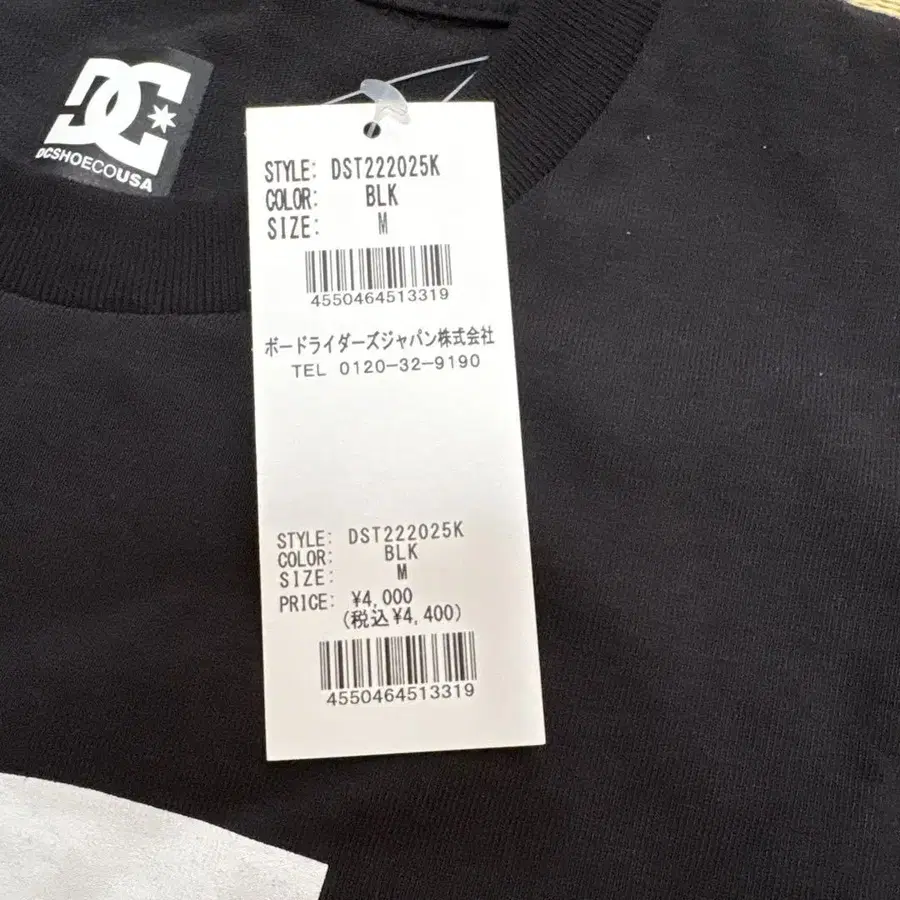 DC
DCSHOECOUSA
STYLE: DST222025K
COLOR: BLK
SIZE: M
4550464513319
ボードライダーズジャパン株式会社
TEL 0120-32-9190
STYLE: DST222025K
COLOR: BLK
SIZE: M
PRICE: ¥4,000
(税込¥4,400)
4550464513319